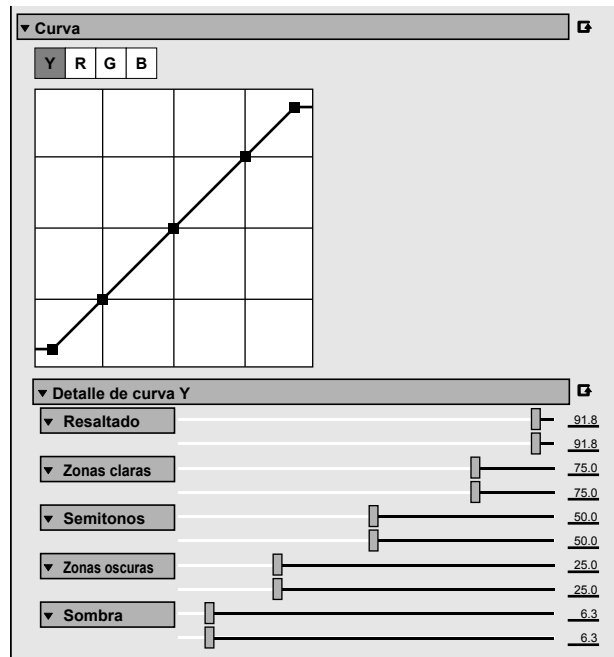 Curva
Y R G B
Detalle de curva Y
Resaltado 91.8
91.8
Zonas claras 75.0
75.0
Semitonos 50.0
50.0
Zonas oscuras 25.0
25.0
Sombra 6.3
6.3